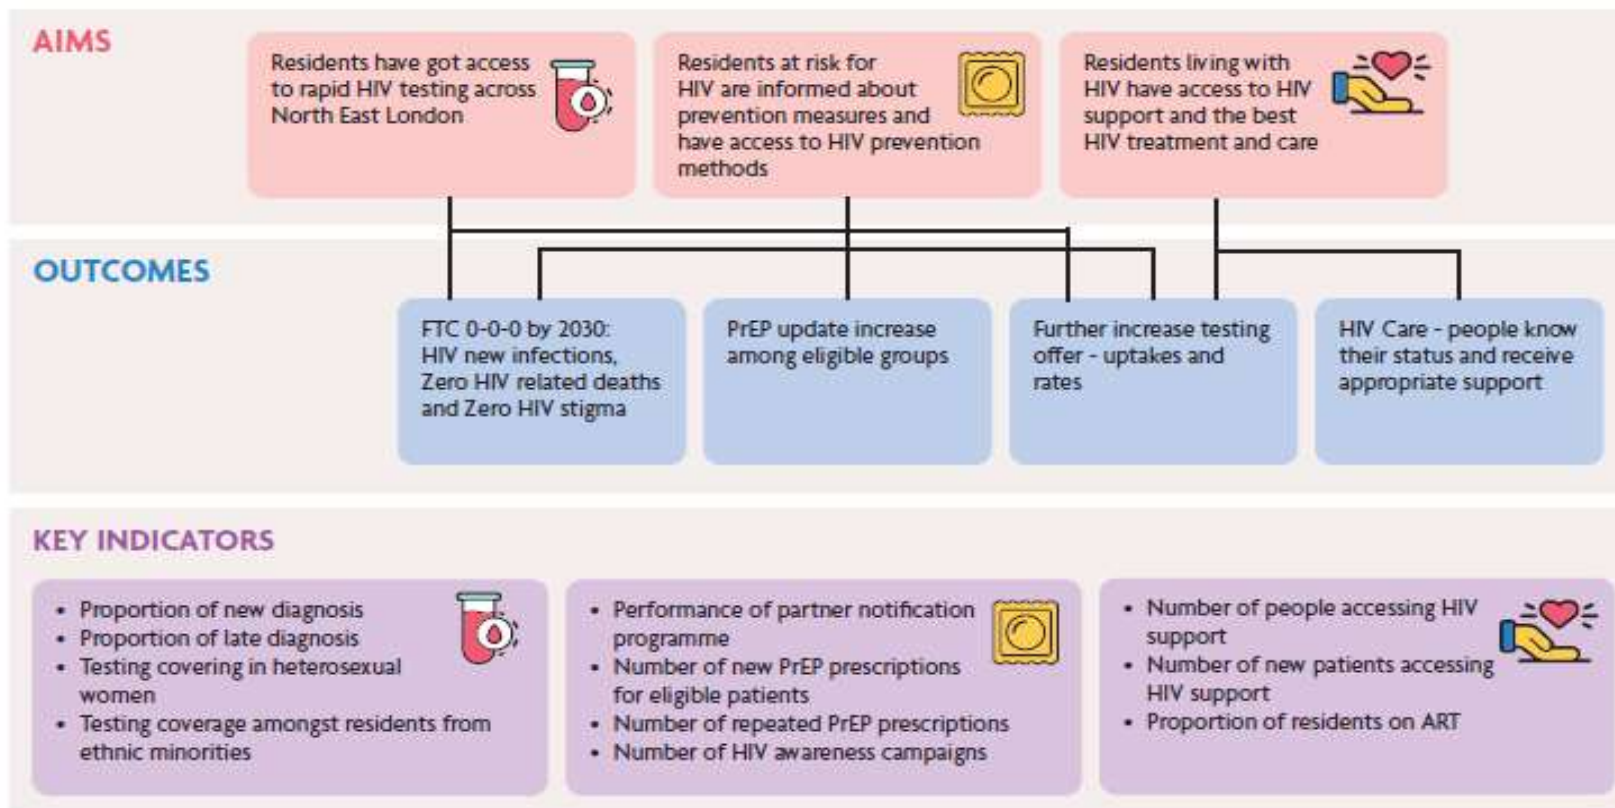 AIMS
Residents have got access
to rapid HIV testing across
North East London
Residents at risk for
HIV are informed about
prevention measures and
have access to HIV prevention
methods
Residents living with
HIV have access to HIV
support and the best
HIV treatment and care
OUTCOMES
FTC 0-0-0 by 2030:
HIV new infections,
Zero HIV related deaths
and Zero HIV stigma
PrEP update increase
among eligible groups
Further increase testing
offer - uptakes and
rates
HIV Care - people know
their status and receive
appropriate support
KEY INDICATORS
• Proportion of new diagnosis
• Proportion of late diagnosis
• Testing covering in heterosexual
women
• Testing coverage amongst residents from
ethnic minorities
• Performance of partner notification
programme
• Number of new PrEP prescriptions
for eligible patients
• Number of repeated PrEP prescriptions
• Number of HIV awareness campaigns
• Number of people accessing HIV
support
• Number of new patients accessing
HIV support
• Proportion of residents on ART